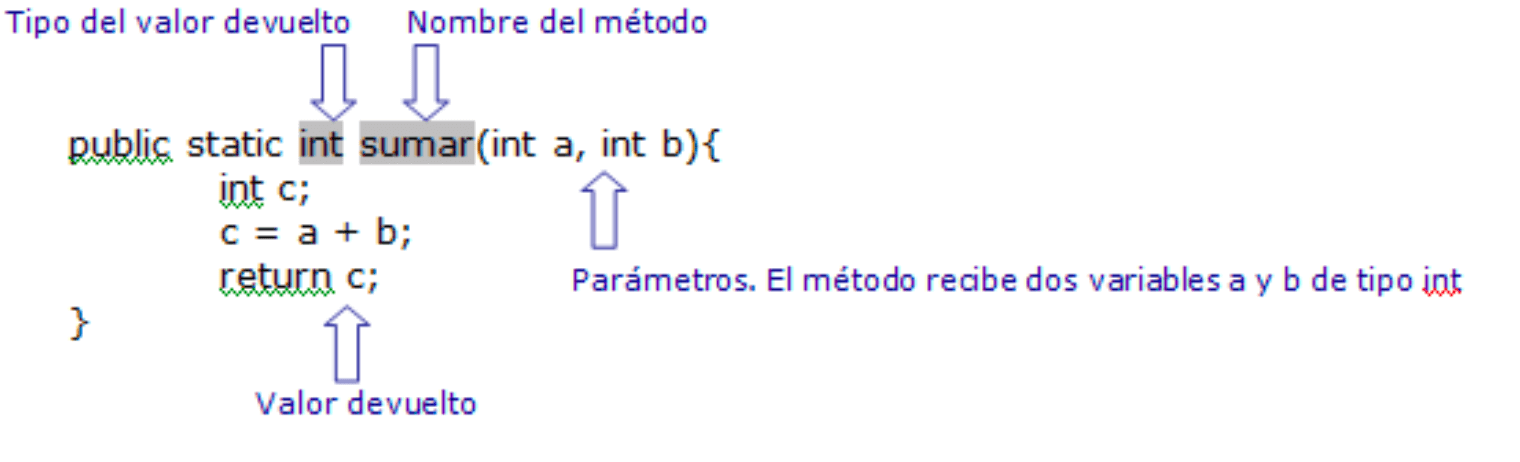 Tipo del valor devuelto Nombre del método
public static int sumar(int a, int b){
int c;
c = a + b;
return c;
Parámetros. El método recibe dos variables a y b de tipo int
}
Valor devuelto